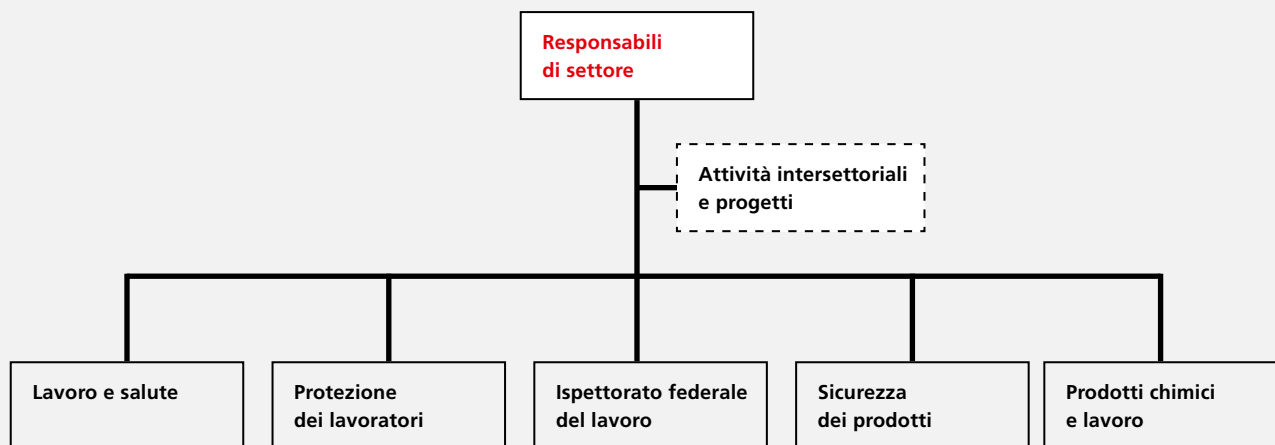 Responsabili
di settore
Attività intersettoriali
e progetti
Lavoro e salute
Protezione
dei lavoratori
Ispettorato federale
del lavoro
Sicurezza
dei prodotti
Prodotti chimici
e lavoro